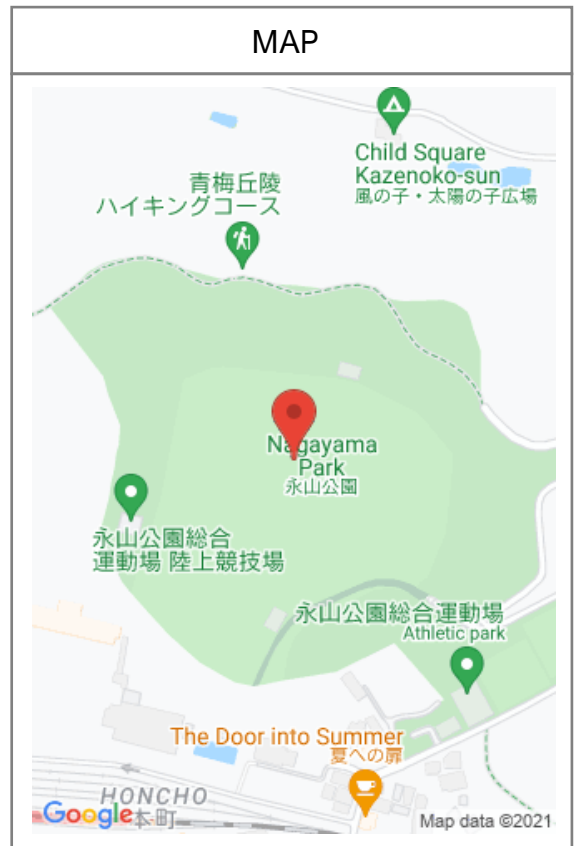 MAP
Child Square
Kazenoko-sun
風の子・太陽の子広場
青梅丘陵
ハイキングコース
Nagayama
Park
永山公園
永山公園総合
運動場 陸上競技場
永山公園総合運動場
Athletic park
The Door into Summer
夏への扉
HONCHO
本町
Google
Map data ©2021